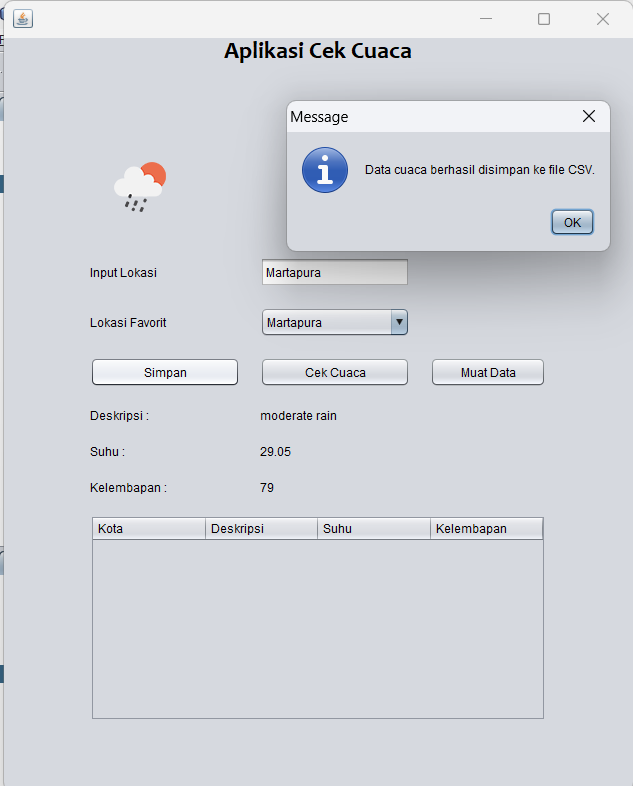 Aplikasi Cek Cuaca
Message
Data cuaca berhasil disimpan ke file CSV.
OK
Input Lokasi Martapura
Lokasi Favorit Martapura
Simpan Cek Cuaca Muat Data
Deskripsi : moderate rain
Suhu : 29.05
Kelembapan : 79
Kota Deskripsi Suhu Kelembapan